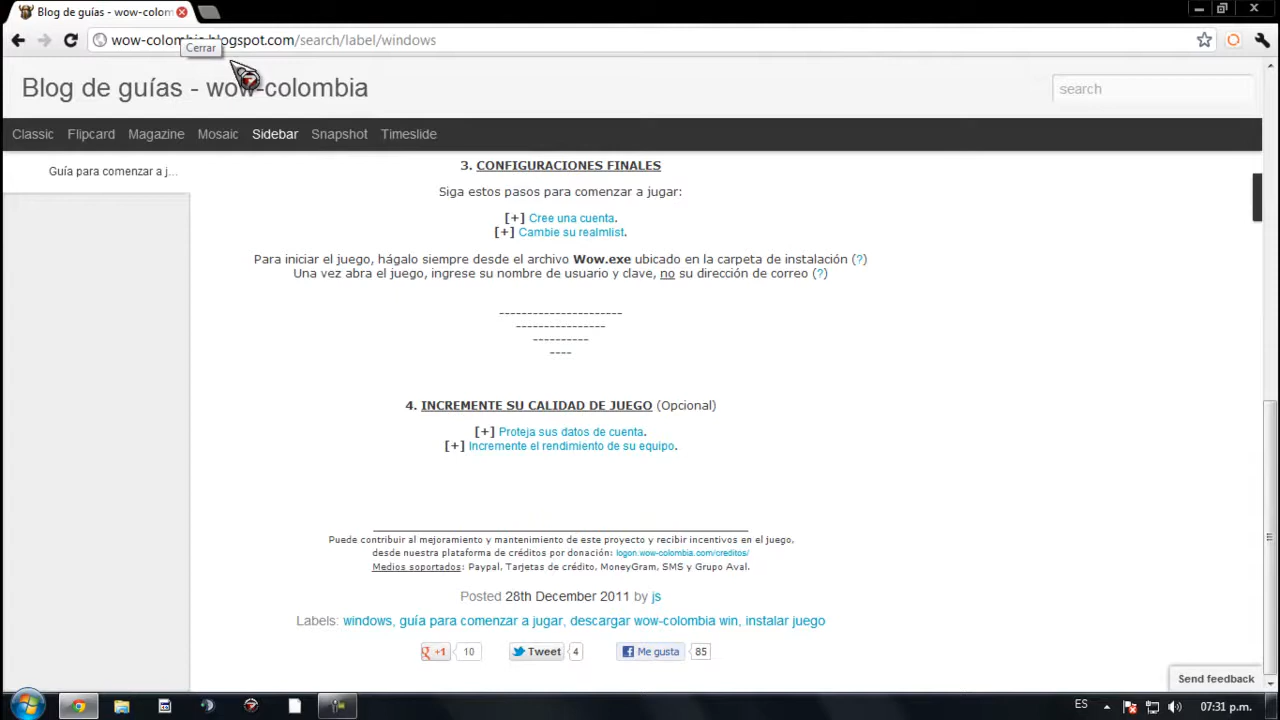 Blog de guías - wow-colom
wow-colombia.blogspot.com/search/label/windows
Cerrar
Blog de guías - wow-colombia
search
Classic Flipcard Magazine Mosaic Sidebar Snapshot Timeslide
Guía para comenzar a j...
3. CONFIGURACIONES FINALES
Siga estos pasos para comenzar a jugar:
[+] Cree una cuenta.
[+] Cambie su realmlist.
Para iniciar el juego, hágalo siempre desde el archivo Wow.exe ubicado en la carpeta de instalación (?)
Una vez abra el juego, ingrese su nombre de usuario y clave, no su dirección de correo (?)
----------------------
----------------
----------
----
4. INCREMENTE SU CALIDAD DE JUEGO (Opcional)
[+] Proteja sus datos de cuenta.
[+] Incremente el rendimiento de su equipo.
Puede contribuir al mejoramiento y mantenimiento de este proyecto y recibir incentivos en el juego,
desde nuestra plataforma de créditos por donación: logon.wow-colombia.com/creditos/
Medios soportados: Paypal, Tarjetas de crédito, MoneyGram, SMS y Grupo Aval.
Posted 28th December 2011 by js
Labels: windows, guía para comenzar a jugar, descargar wow-colombia win, instalar juego
+1 10 Tweet 4 Me gusta 85
Send feedback
ES 07:31 p.m.